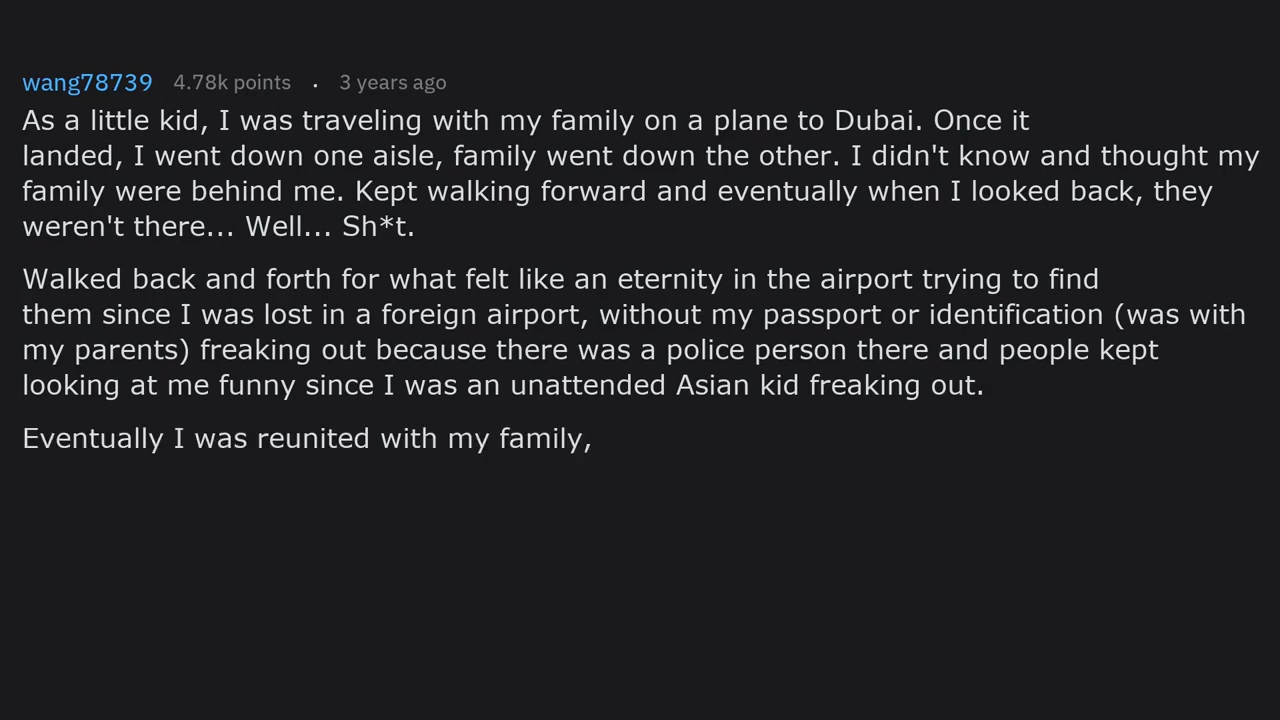 wang78739 4.78k points . 3 years ago
As a little kid, I was traveling with my family on a plane to Dubai. Once it
landed, I went down one aisle, family went down the other. I didn't know and thought my
family were behind me. Kept walking forward and eventually when I looked back, they
weren't there... Well... Sh*t.
Walked back and forth for what felt like an eternity in the airport trying to find
them since I was lost in a foreign airport, without my passport or identification (was with
my parents) freaking out because there was a police person there and people kept
looking at me funny since I was an unattended Asian kid freaking out.
Eventually I was reunited with my family,